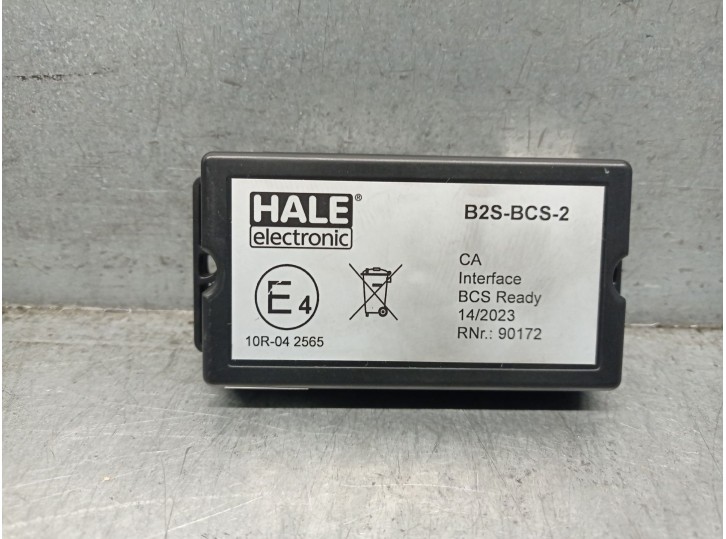 HALE®
electronic
B2S-BCS-2
E4
10R-04 2565
CA
Interface
BCS Ready
14/2023
RNr.: 90172